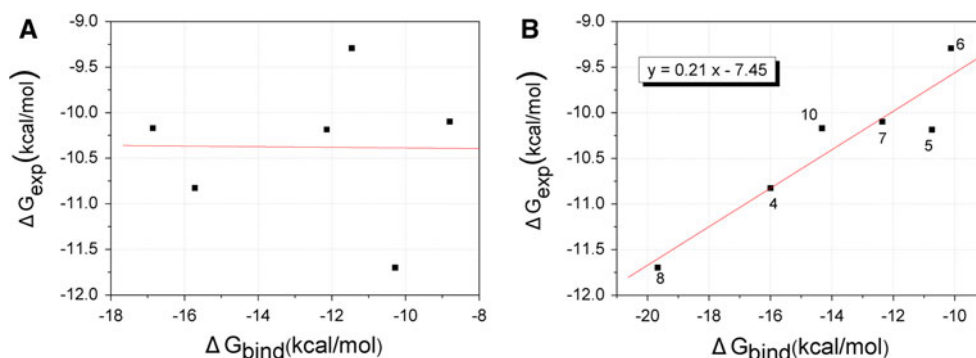 A
-9.0
-9.5
-10.0
-10.5
-11.0
-11.5
-12.0
ΔGexp(kcal/mol)
-18 -16 -14 -12 -10 -8
ΔGbind(kcal/mol)
B
-9.0
-9.5
-10.0
-10.5
-11.0
-11.5
-12.0
ΔGexp(kcal/mol)
y = 0.21 x - 7.45
6
10
7
5
4
8
-20 -18 -16 -14 -12 -10
ΔGbind(kcal/mol)